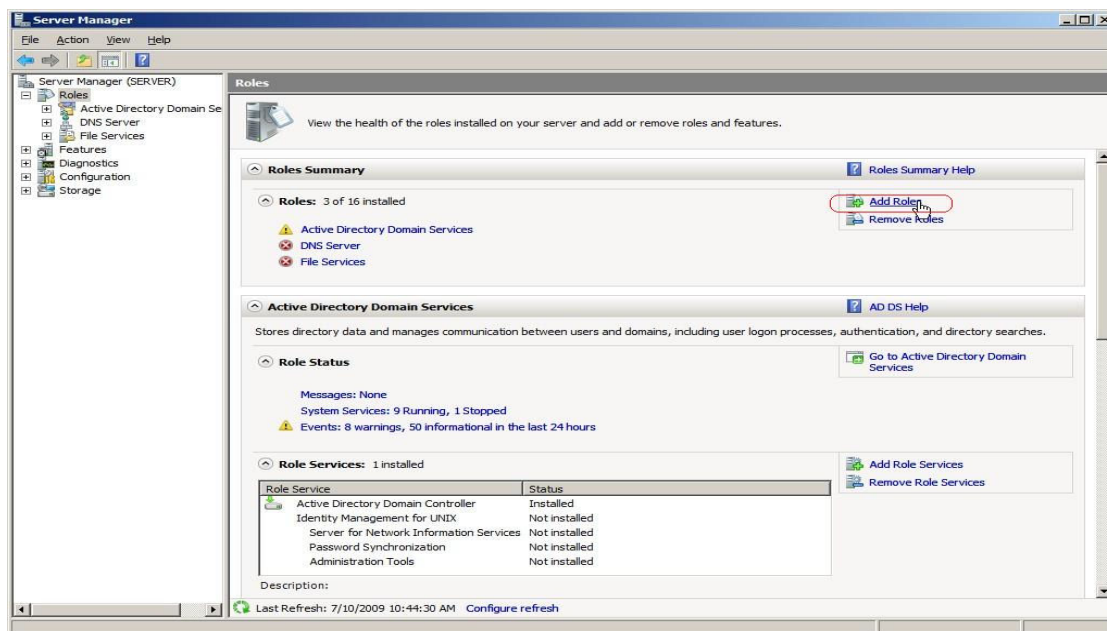 Server Manager
File Action View Help
Server Manager (SERVER)
Roles
Active Directory Domain Se
DNS Server
File Services
Features
Diagnostics
Configuration
Storage
Roles
View the health of the roles installed on your server and add or remove roles and features.
Roles Summary
Roles Summary Help
Roles: 3 of 16 installed
Add Roles
Remove Roles
Active Directory Domain Services
DNS Server
File Services
Active Directory Domain Services
AD DS Help
Stores directory data and manages communication between users and domains, including user logon processes, authentication, and directory searches.
Role Status
Go to Active Directory Domain
Services
Messages: None
System Services: 9 Running, 1 Stopped
Events: 8 warnings, 50 informational in the last 24 hours
Role Services: 1 installed
Add Role Services
Remove Role Services
Role Service Status
Active Directory Domain Controller Installed
Identity Management for UNIX Not installed
Server for Network Information Services Not installed
Password Synchronization Not installed
Administration Tools Not installed
Description:
Last Refresh: 7/10/2009 10:44:30 AM Configure refresh